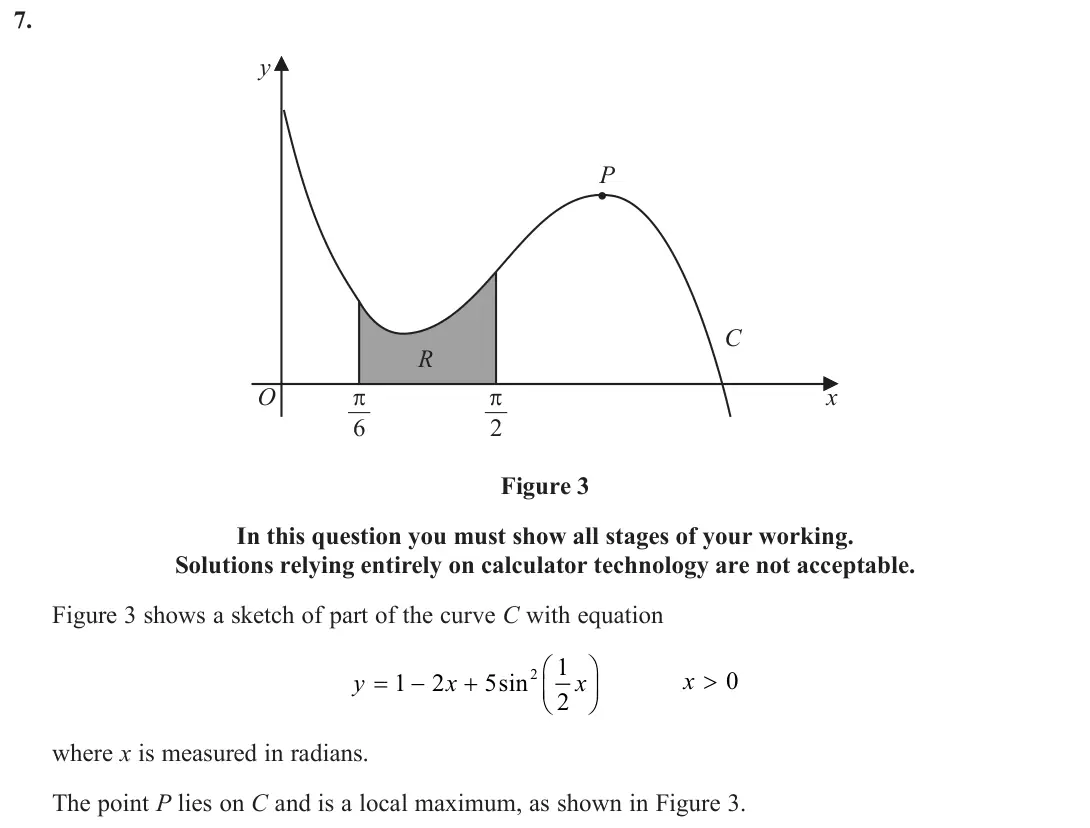 7.
y
P
C
R
O
π/6
π/2
x
Figure 3
In this question you must show all stages of your working.
Solutions relying entirely on calculator technology are not acceptable.
Figure 3 shows a sketch of part of the curve C with equation
y = 1 − 2x + 5sin²(1/2 x)    x > 0
where x is measured in radians.
The point P lies on C and is a local maximum, as shown in Figure 3.